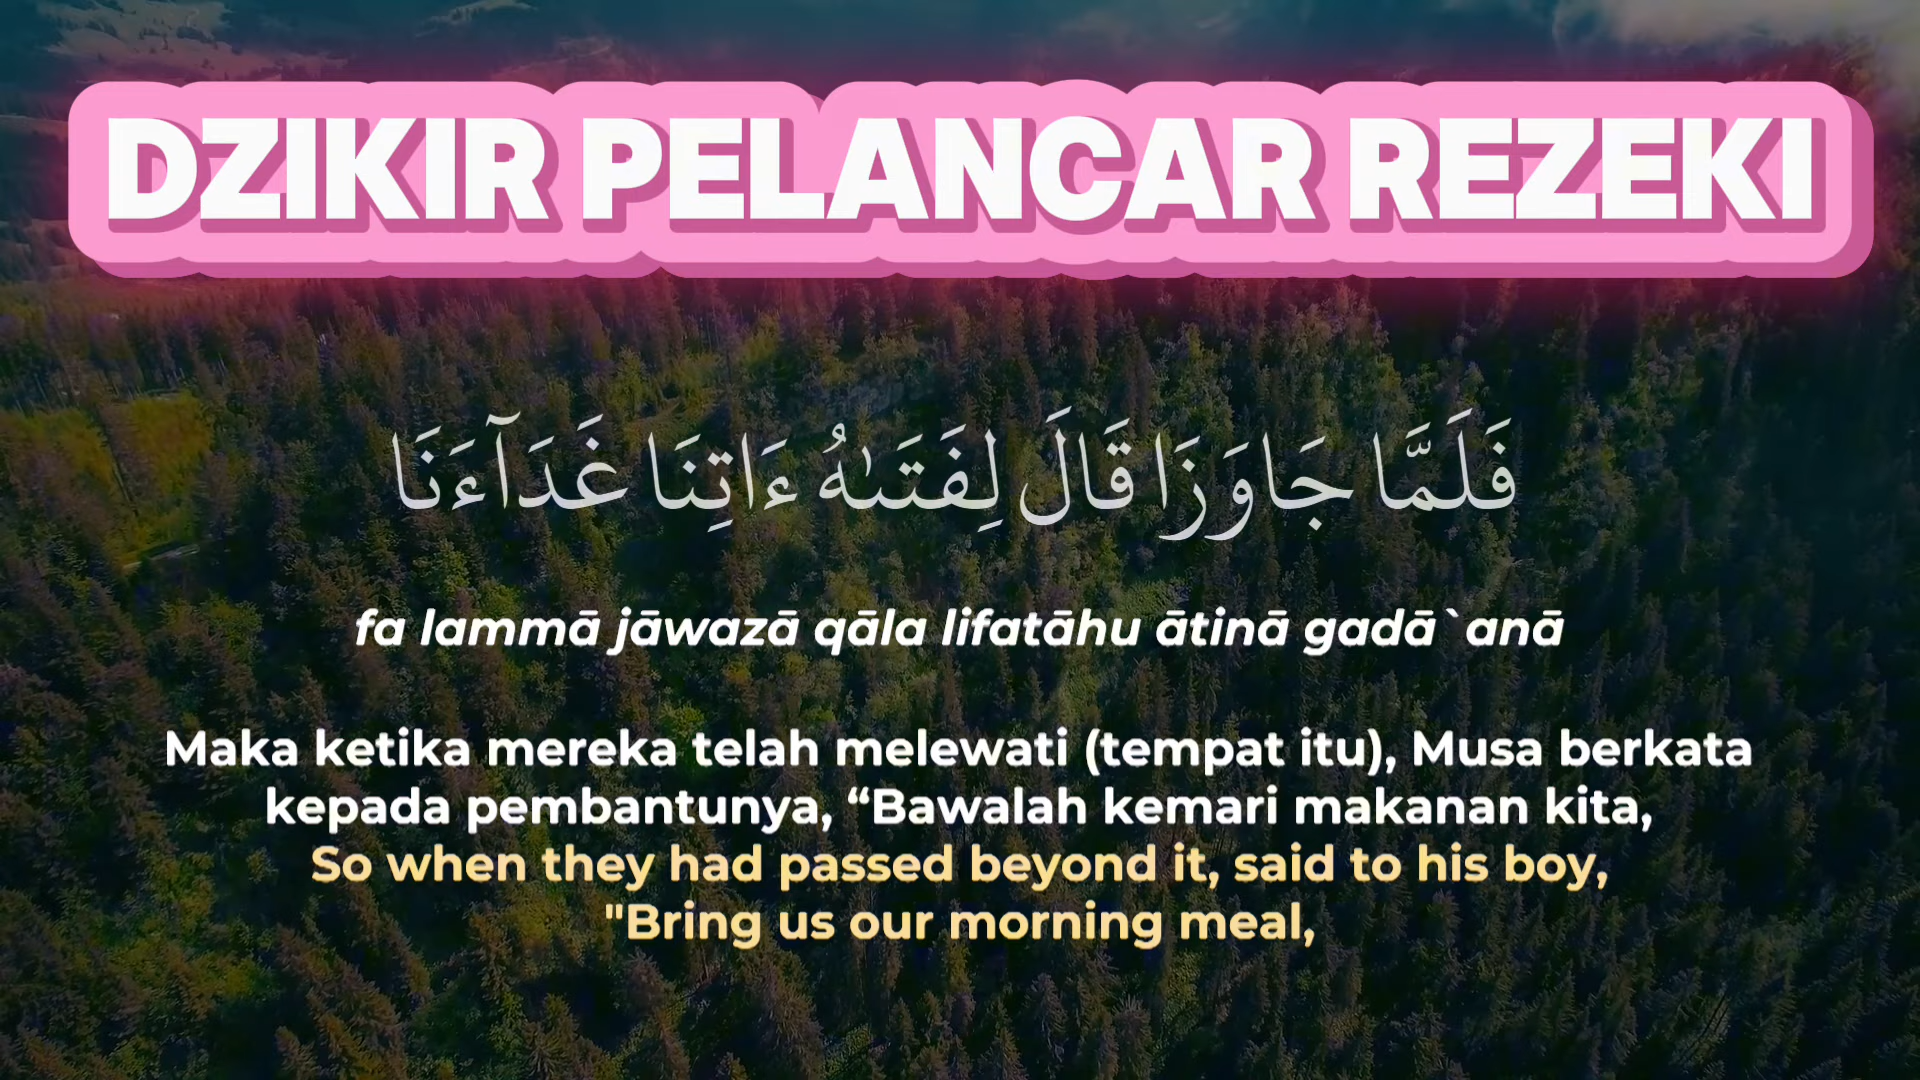 DZIKIR PELANCAR REZEKI
فَلَمَّا جَاوَزَا قَالَ لِفَتَىٰهُ ءَاتِنَا غَدَآءَنَا
fa lammā jāwazā qāla lifatāhu ātinā gadā`anā
Maka ketika mereka telah melewati (tempat itu), Musa berkata
kepada pembantunya, “Bawalah kemari makanan kita,
So when they had passed beyond it, said to his boy,
"Bring us our morning meal,